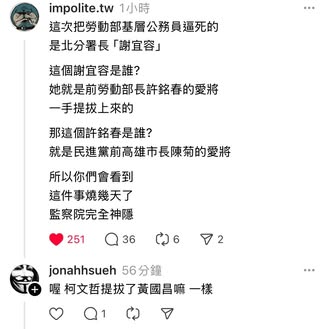 impolite.tw 1小時
這次把勞動部基層公務員逼死的
是北分署長「謝宜容」
這個謝宜容是誰?
她就是前勞動部長許銘春的愛將
一手提拔上來的
那這個許銘春是誰?
就是民進黨前高雄市長陳菊的愛將
所以你們會看到
這件事燒幾天了
監察院完全神隱
251 36 6 2
jonahhsueh 56分鐘
喔 柯文哲提拔了黃國昌嘛 一樣
1